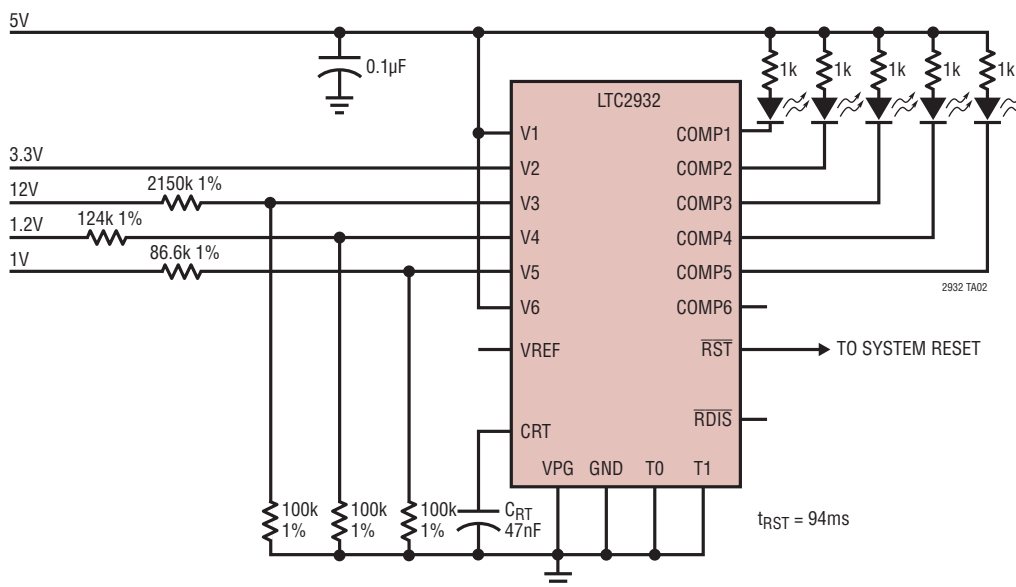 5V
0.1µF
1k
1k
1k
1k
1k
LTC2932
V1
COMP1
3.3V
V2
COMP2
12V
2150k 1%
V3
COMP3
1.2V
124k 1%
V4
COMP4
1V
86.6k 1%
V5
COMP5
2932 TA02
V6
COMP6
VREF
RST
TO SYSTEM RESET
RDIS
CRT
VPG
GND
T0
T1
100k
1%
100k
1%
100k
1%
CRT
47nF
tRST = 94ms